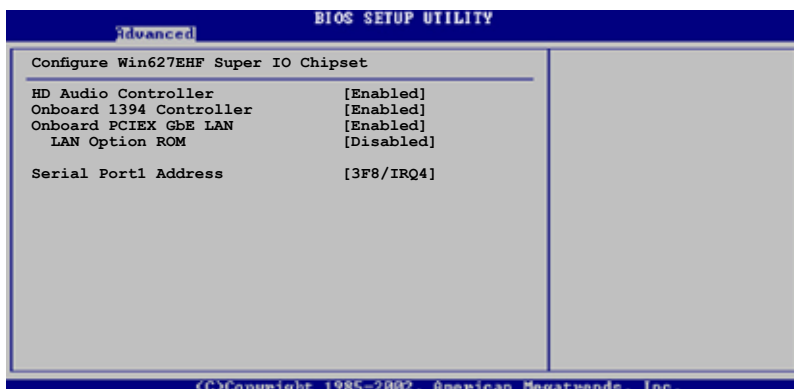 BIOS SETUP UTILITY
Advanced
Configure Win627EHF Super IO Chipset
HD Audio Controller [Enabled]
Onboard 1394 Controller [Enabled]
Onboard PCIEX GbE LAN [Enabled]
LAN Option ROM [Disabled]
Serial Port1 Address [3F8/IRQ4]
(C)Copyright 1985-2002, American Megatrends, Inc.